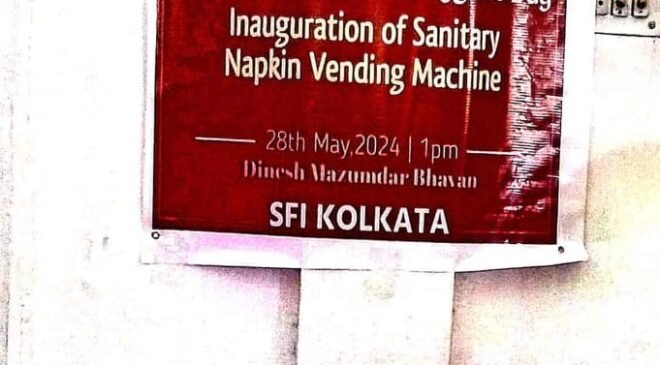 Inauguration of Sanitary
Napkin Vending Machine
28th May,2024 | 1pm
Dinesh Mazumdar Bhavan
SFI KOLKATA